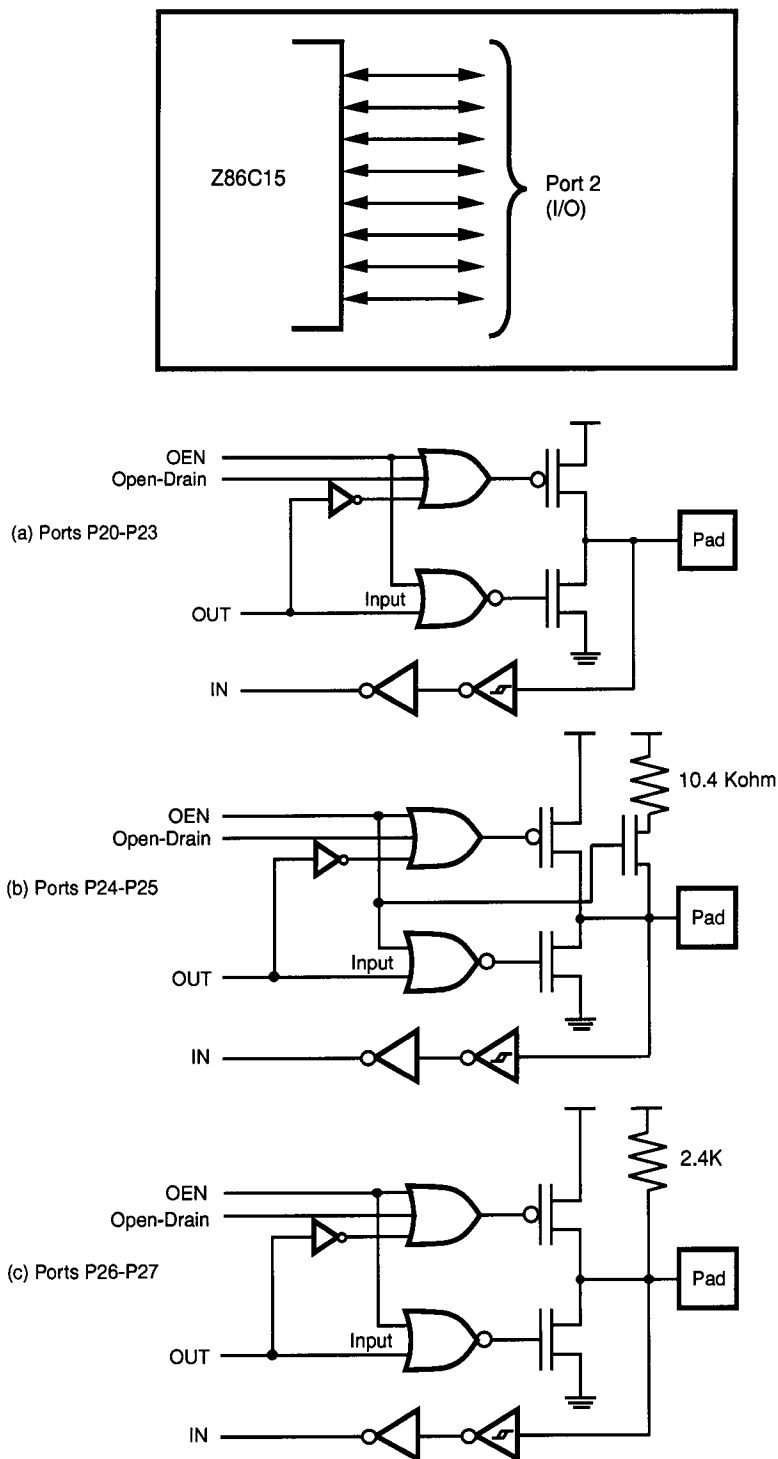 Z86C15
Port 2
(I/O)
OEN
Open-Drain
(a) Ports P20-P23
Pad
Input
OUT
IN
10.4 Kohm
OEN
Open-Drain
(b) Ports P24-P25
Pad
Input
OUT
IN
2.4K
OEN
Open-Drain
(c) Ports P26-P27
Pad
Input
OUT
IN